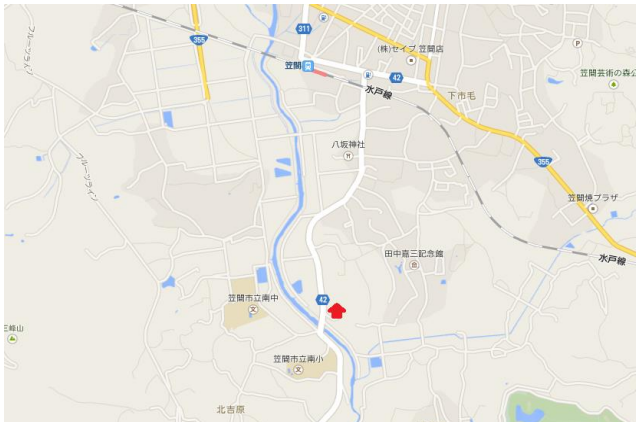 フルーツライン
355
311
(株)セイブ 笠間店
P
笠間
42
水戸線
下市毛
笠間芸術の森公
八坂神社
355
フルーツライン
笠間焼プラザ
田中嘉三記念館
水戸線
笠間市立南中
42
三峰山
笠間市立南小
北吉原